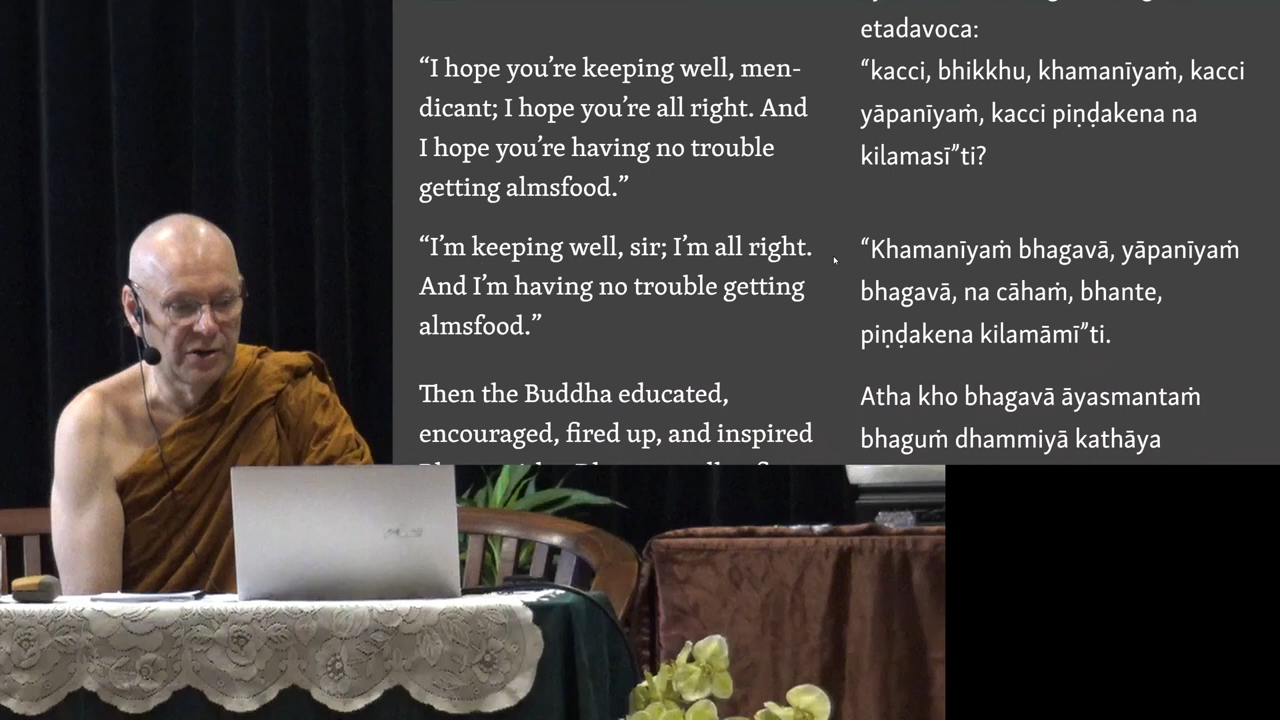 “I hope you’re keeping well, men-
dicant; I hope you’re all right. And
I hope you’re having no trouble
getting almsfood.”
“I’m keeping well, sir; I’m all right.
And I’m having no trouble getting
almsfood.”
Then the Buddha educated,
encouraged, fired up, and inspired
etadavoca:
“kacci, bhikkhu, khamanīyaṁ, kacci
yāpanīyaṁ, kacci piṇḍakena na
kilamasī”ti?
“Khamanīyaṁ bhagavā, yāpanīyaṁ
bhagavā, na cāhaṁ, bhante,
piṇḍakena kilamāmī”ti.
Atha kho bhagavā āyasmantaṁ
bhaguṁ dhammiyā kathāya